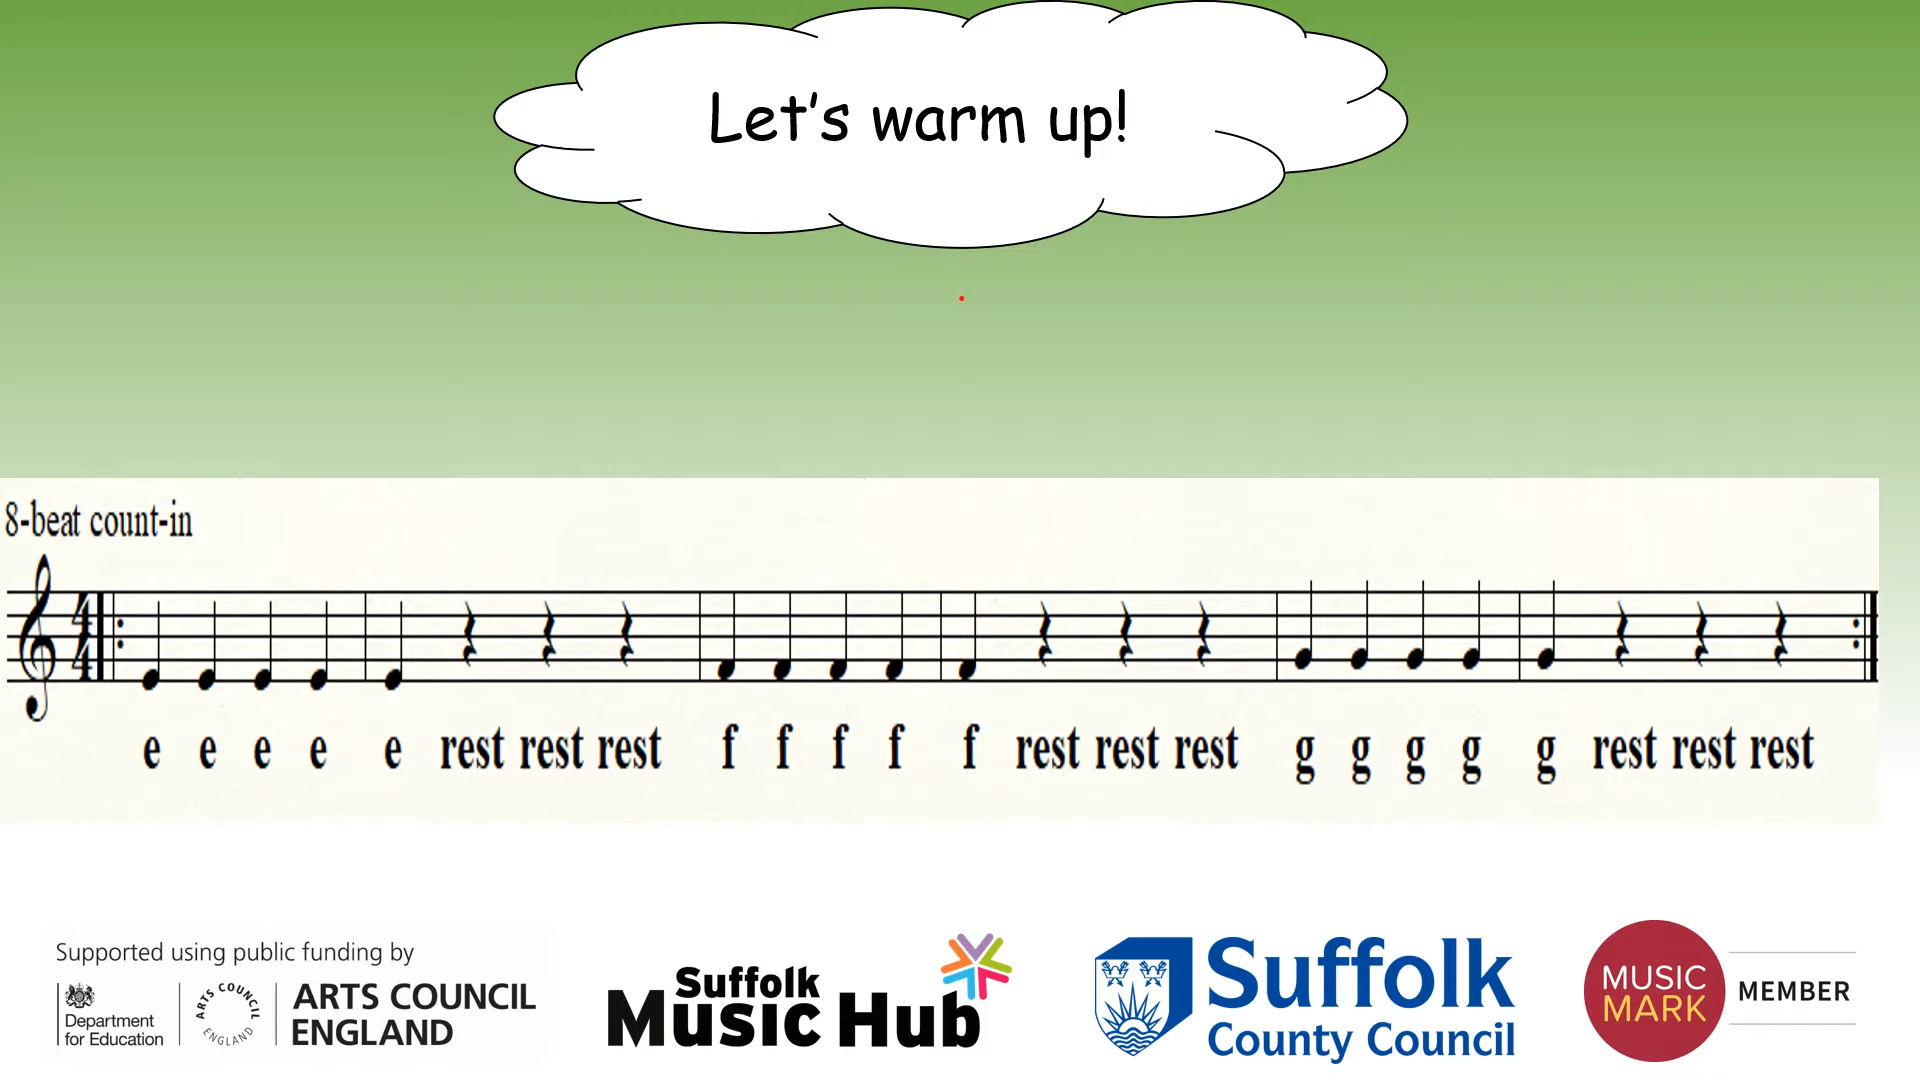 Let's warm up!
8-beat count-in
4
4
e e e e e rest rest rest f f f f f rest rest rest g g g g g rest rest rest
Supported using public funding by
Department
for Education
ARTS COUNCIL
ENGLAND
ARTS COUNCIL
ENGLAND
Suffolk
Music Hub
Suffolk
County Council
MUSIC
MARK
MEMBER